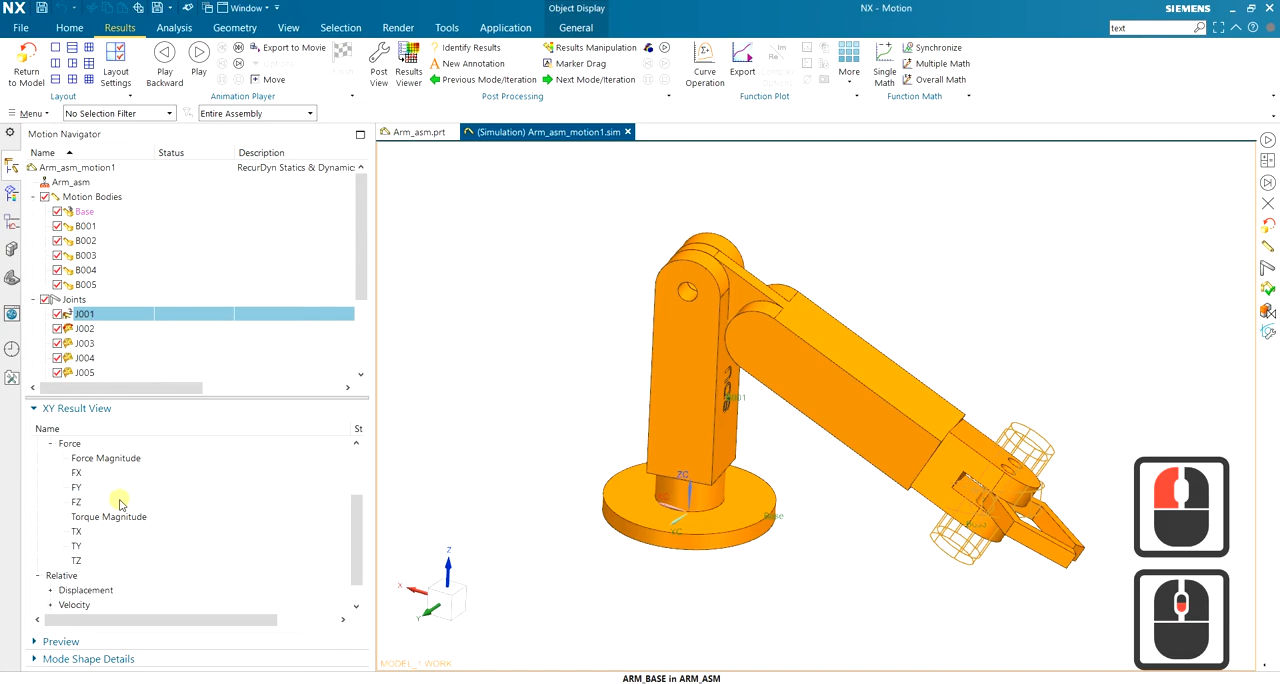 NX
Window
Object Display
NX - Motion
SIEMENS
File
Home
Results
Analysis
Geometry
View
Selection
Render
Tools
Application
General
text
Return to Model
Layout Settings
Play Backward
Play
Export to Movie
Move
Post View
Results Viewer
Identify Results
New Annotation
Previous Mode/Iteration
Results Manipulation
Marker Drag
Next Mode/Iteration
Curve Operation
Export
More
Single Math
Synchronize
Multiple Math
Overall Math
Layout
Animation Player
Post Processing
Function Plot
Function Math
Menu
No Selection Filter
Entire Assembly
Motion Navigator
Arm_asm.prt
(Simulation) Arm_asm_motion1.sim
Name
Status
Description
Arm_asm_motion1
RecurDyn Statics & Dynamic
Arm_asm
Motion Bodies
Base
B001
B002
B003
B004
B005
Joints
J001
J002
J003
J004
J005
XY Result View
Name
St
Force
Force Magnitude
FX
FY
FZ
Torque Magnitude
TX
TY
TZ
Relative
Displacement
Velocity
Preview
Mode Shape Details
ZC
YC
Base
Z
X
Y
MODEL_1 WORK
ARM_BASE in ARM_ASM